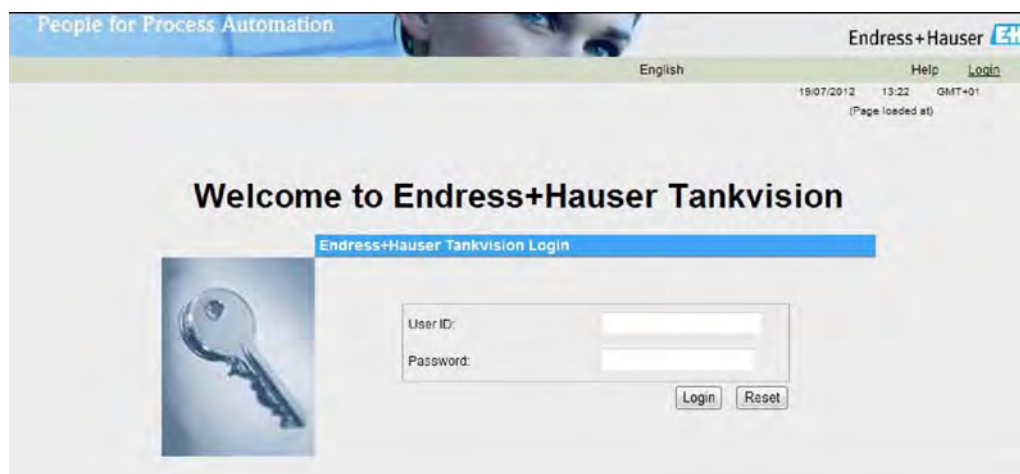 People for Process Automation
Endress+Hauser EH
English Help Login
19/07/2012 13:22 GMT+01
(Page loaded at)
Welcome to Endress+Hauser Tankvision
Endress+Hauser Tankvision Login
User ID:
Password:
Login Reset